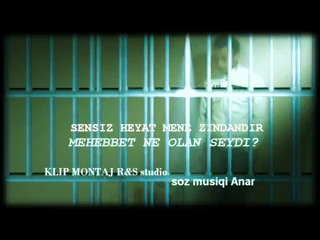 SENSIZ HEYAT MENE ZINDANDIR
MEHEBBET NE OLAN SEYDI?
KLIP MONTAJ R&S studio
soz musiqi Anar